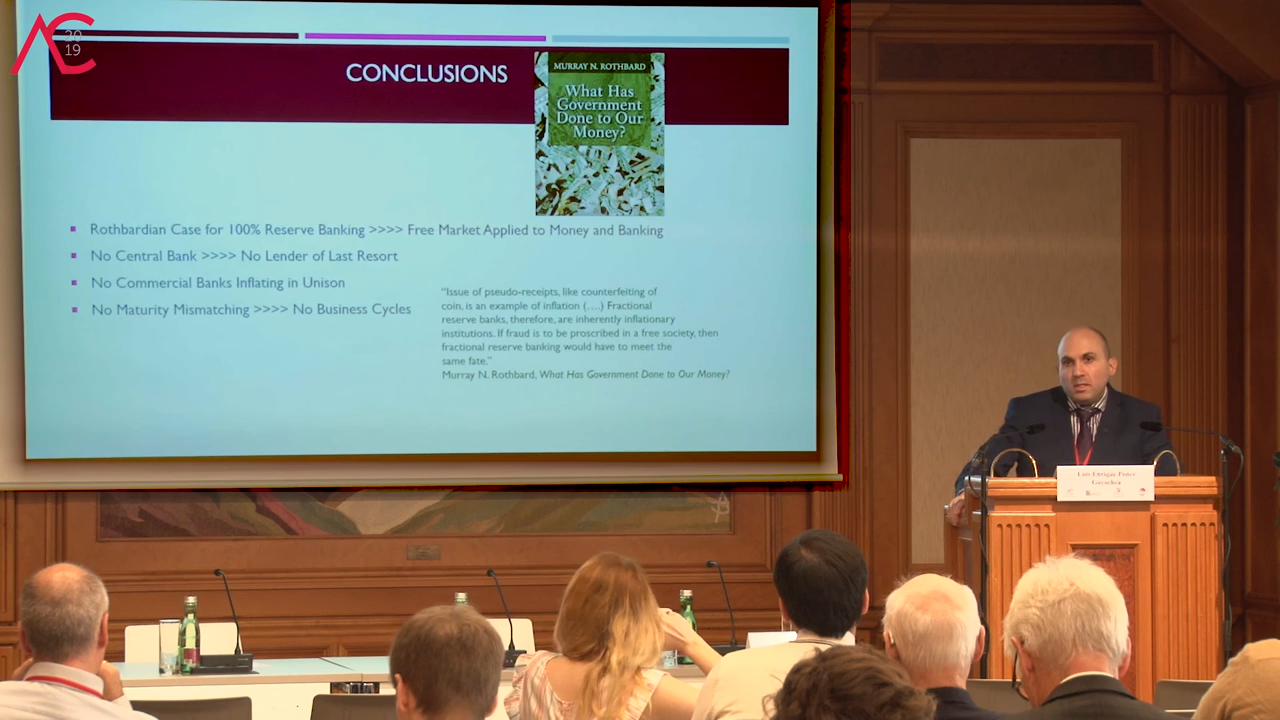 AC
20
19
CONCLUSIONS
MURRAY N. ROTHBARD
What Has
Government
Done to Our
Money?
Rothbardian Case for 100% Reserve Banking >>>> Free Market Applied to Money and Banking
No Central Bank >>>> No Lender of Last Resort
No Commercial Banks Inflating in Unison
No Maturity Mismatching >>>> No Business Cycles
“Issue of pseudo-receipts, like counterfeiting of
coin, is an example of inflation (….) Fractional
reserve banks, therefore, are inherently inflationary
institutions. If fraud is to be proscribed in a free society, then
fractional reserve banking would have to meet the
same fate.”
Murray N. Rothbard, What Has Government Done to Our Money?